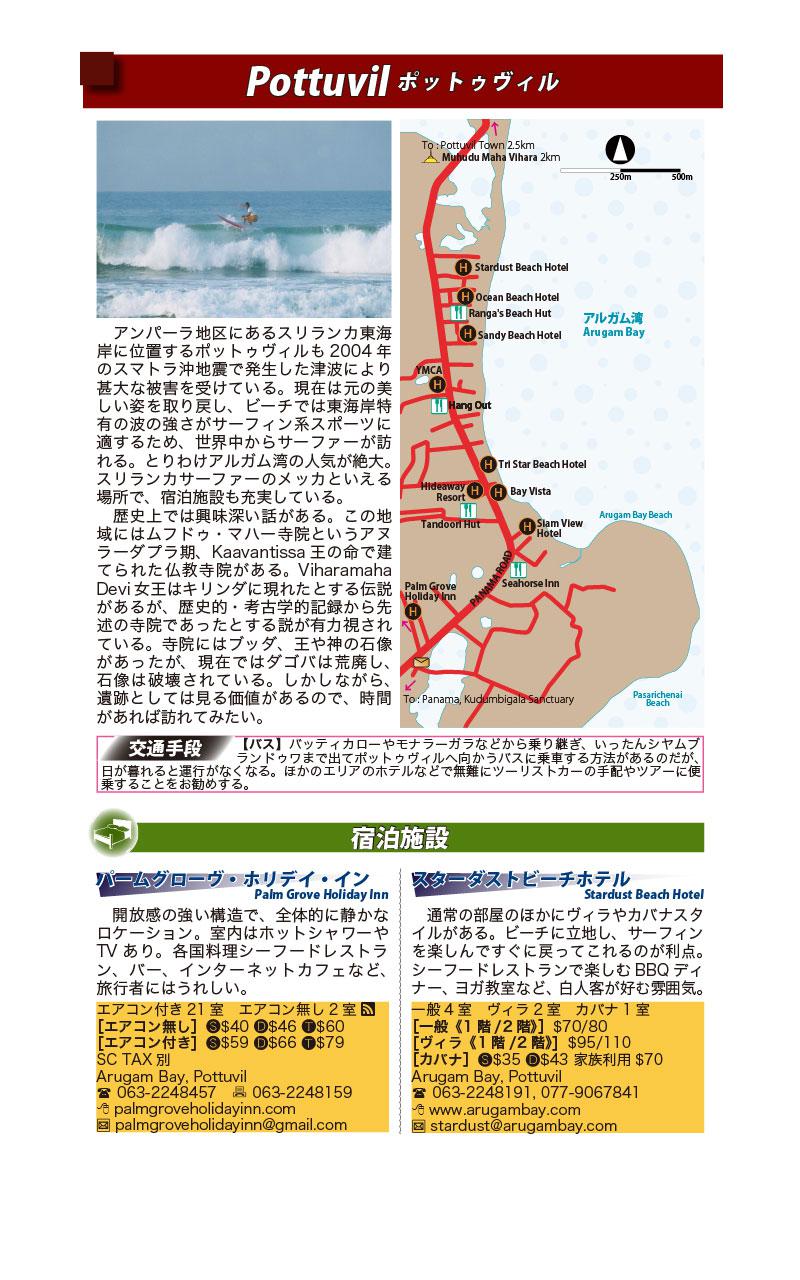 Pottuvil ポットゥヴィル
To : Pottuvil Town 2.5km
Muhudu Maha Vihara 2km
250m 500m
Stardust Beach Hotel
Ocean Beach Hotel
Ranga's Beach Hut
Sandy Beach Hotel
アルガム湾
Arugam Bay
YMCA
Hang Out
Tri Star Beach Hotel
Hideaway
Resort
Bay Vista
Tandoori Hut
Siam View
Hotel
Arugam Bay Beach
PANAMA ROAD
Seahorse Inn
Palm Grove
Holiday Inn
Pasarichenai
Beach
To : Panama, Kudumbigala Sanctuary
アンパーラ地区にあるスリランカ東海
岸に位置するポットゥヴィルも 2004 年
のスマトラ沖地震で発生した津波により
甚大な被害を受けている。現在は元の美
しい姿を取り戻し、ビーチでは東海岸特
有の波の強さがサーフィン系スポーツに
適するため、世界中からサーファーが訪
れる。とりわけアルガム湾の人気が絶大。
スリランカサーファーのメッカといえる
場所で、宿泊施設も充実している。
歴史上では興味深い話がある。この地
域にはムフドゥ・マハー寺院というアヌ
ラーダプラ期、Kaavantissa 王の命で建
てられた仏教寺院がある。Viharamaha
Devi 女王はキリンダに現れたとする伝説
があるが、歴史的・考古学的記録から先
述の寺院であったとする説が有力視され
ている。寺院にはブッダ、王や神の石像
があったが、現在ではダゴバは荒廃し、
石像は破壊されている。しかしながら、
遺跡としては見る価値があるので、時間
があれば訪れてみたい。
交通手段
【バス】バッティカローやモナラーガラなどから乗り継ぎ、いったんシヤムブ
ランドゥワまで出てポットゥヴィルへ向かうバスに乗車する方法があるのだが、
日が暮れると運行がなくなる。ほかのエリアのホテルなどで無難にツーリストカーの手配やツアーに便
乗することをお勧めする。
宿泊施設
パームグローヴ・ホリデイ・イン
Palm Grove Holiday Inn
開放感の強い構造で、全体的に静かな
ロケーション。室内はホットシャワーや
TV あり。各国料理シーフードレストラ
ン、バー、インターネットカフェなど、
旅行者にはうれしい。
エアコン付き 21 室　エアコン無し 2 室
[エアコン無し] S$40 D$46 T$60
[エアコン付き] S$59 D$66 T$79
SC TAX 別
Arugam Bay, Pottuvil
063-2248457 063-2248159
palmgroveholidayinn.com
palmgroveholidayinn@gmail.com
スターダストビーチホテル
Stardust Beach Hotel
通常の部屋のほかにヴィラやカバナスタ
イルがある。ビーチに立地し、サーフィン
を楽しんですぐに戻ってこれるのが利点。
シーフードレストランで楽しむ BBQ ディ
ナー、ヨガ教室など、白人客が好む雰囲気。
一般 4 室　ヴィラ 2 室　カバナ 1 室
[一般《1 階 /2 階》] $70/80
[ヴィラ《1 階 /2 階》] $95/110
[カバナ] S$35 D$43 家族利用 $70
Arugam Bay, Pottuvil
063-2248191, 077-9067841
www.arugambay.com
stardust@arugambay.com